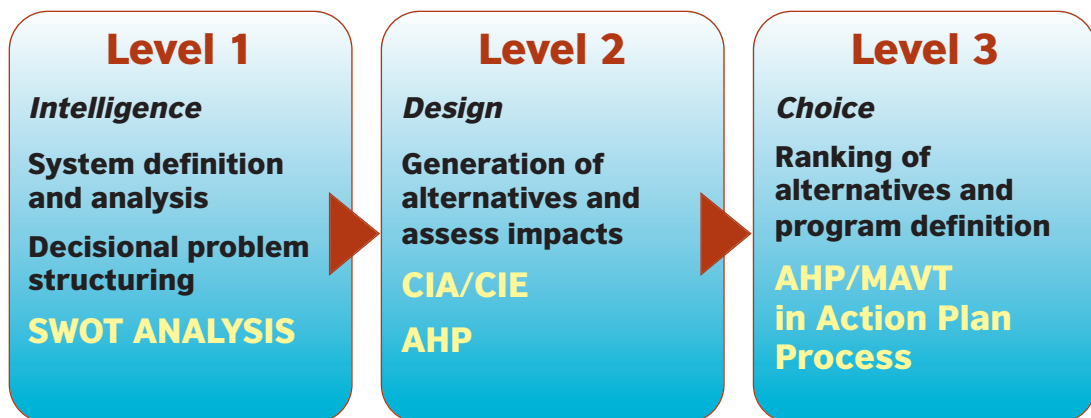 Level 1
Intelligence
System definition
and analysis
Decisional problem
structuring
SWOT ANALYSIS
Level 2
Design
Generation of
alternatives and
assess impacts
CIA/CIE
AHP
Level 3
Choice
Ranking of
alternatives and
program definition
AHP/MAVT
in Action Plan
Process